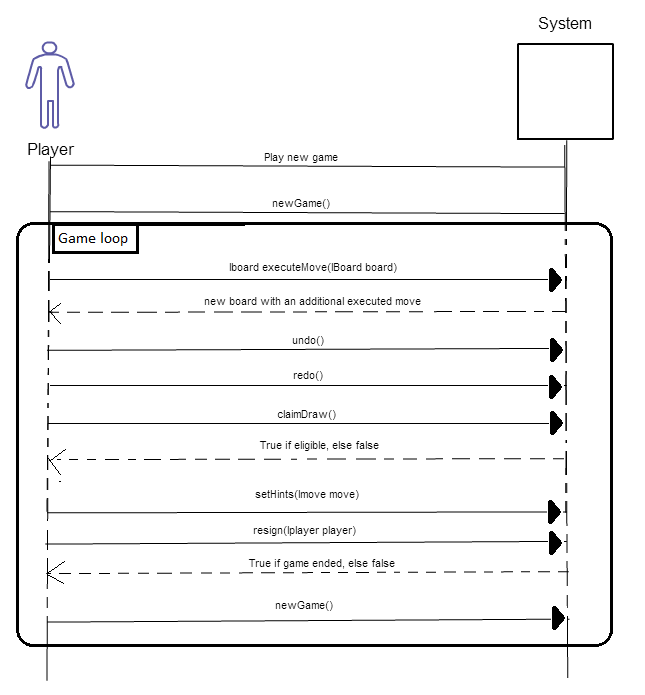 System
Player
Play new game
newGame()
Game loop
Iboard executeMove(IBoard board)
new board with an additional executed move
undo()
redo()
claimDraw()
True if eligible, else false
setHints(Imove move)
resign(Iplayer player)
True if game ended, else false
newGame()